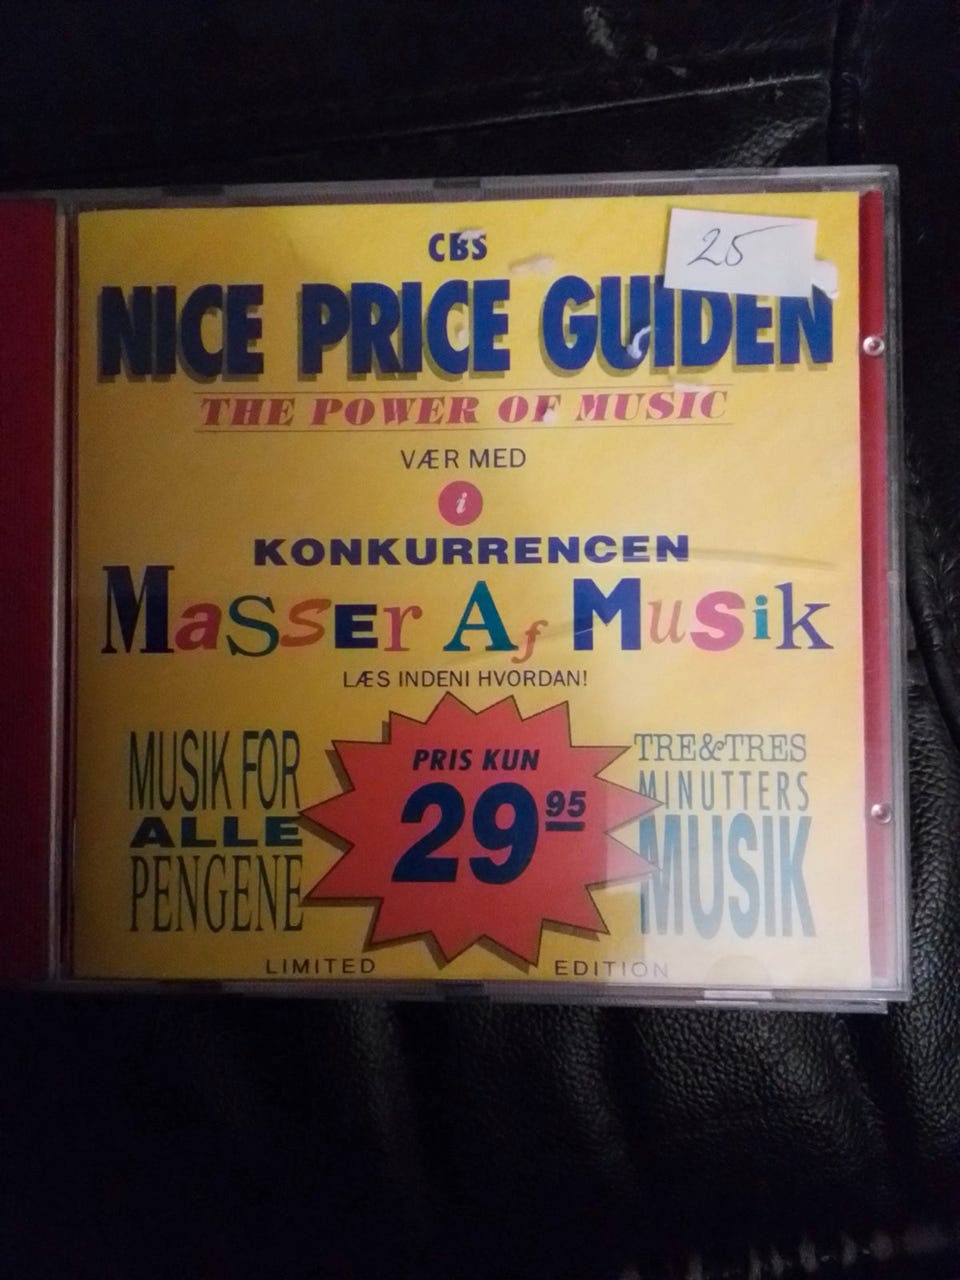 CBS
25
NICE PRICE GUIDEN
THE POWER OF MUSIC
VÆR MED
i
KONKURRENCEN
MaSSEr Af MuSik
LÆS INDENI HVORDAN!
MUSIK FOR
ALLE
PENGENE
PRIS KUN
29 95
TRE&TRES
MINUTTERS
MUSIK
LIMITED EDITION